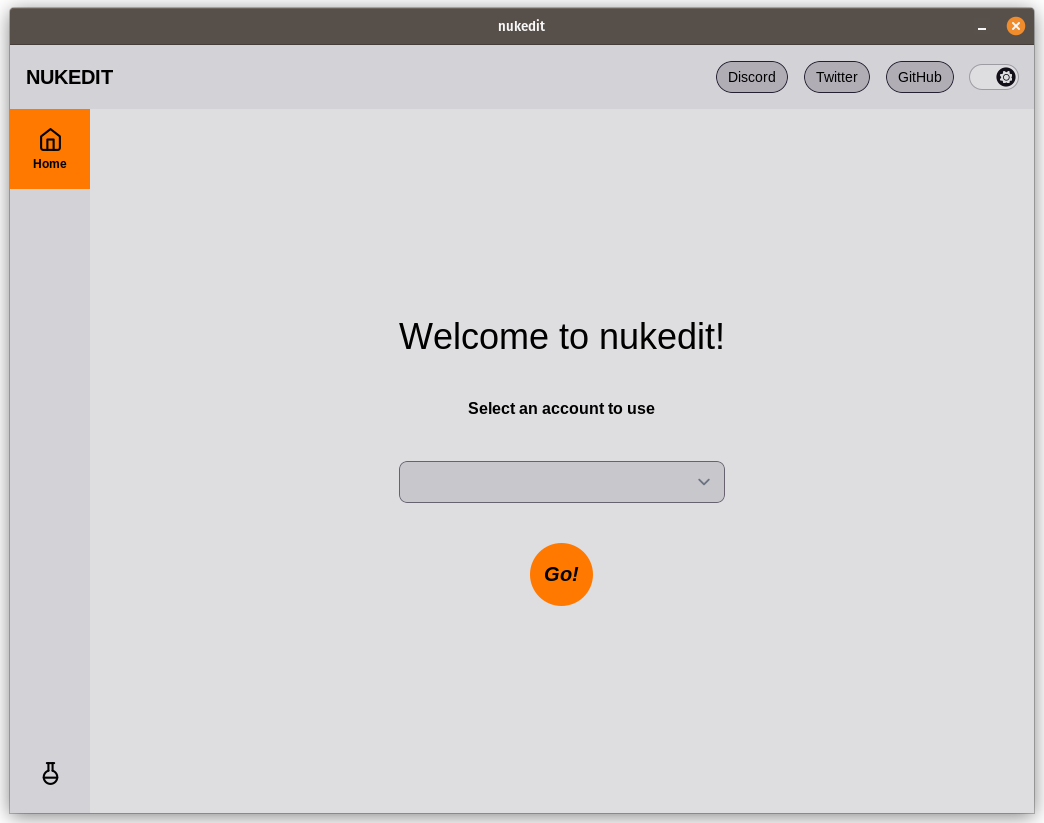 nukedit
NUKEDIT
Discord
Twitter
GitHub
Home
Welcome to nukedit!
Select an account to use
Go!